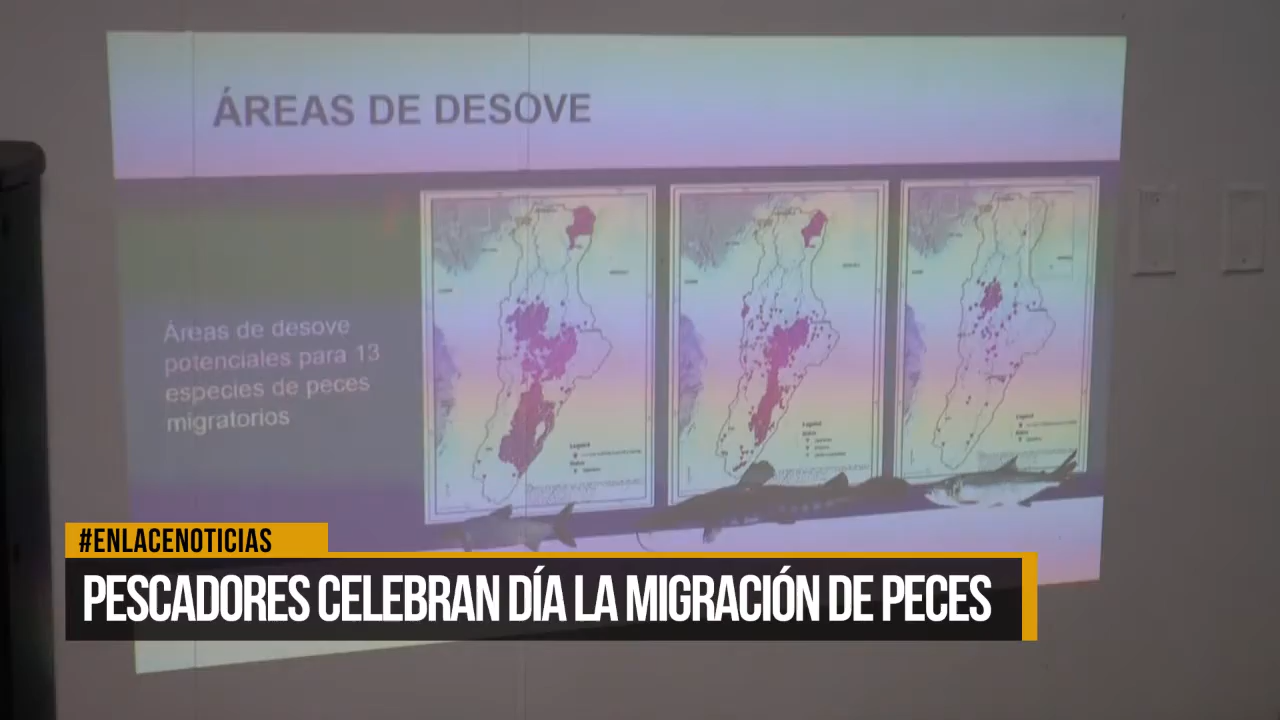 ÁREAS DE DESOVE
Áreas de desove
potenciales para 13
especies de peces
migratorios
#ENLACENOTICIAS
PESCADORES CELEBRAN DÍA LA MIGRACIÓN DE PECES